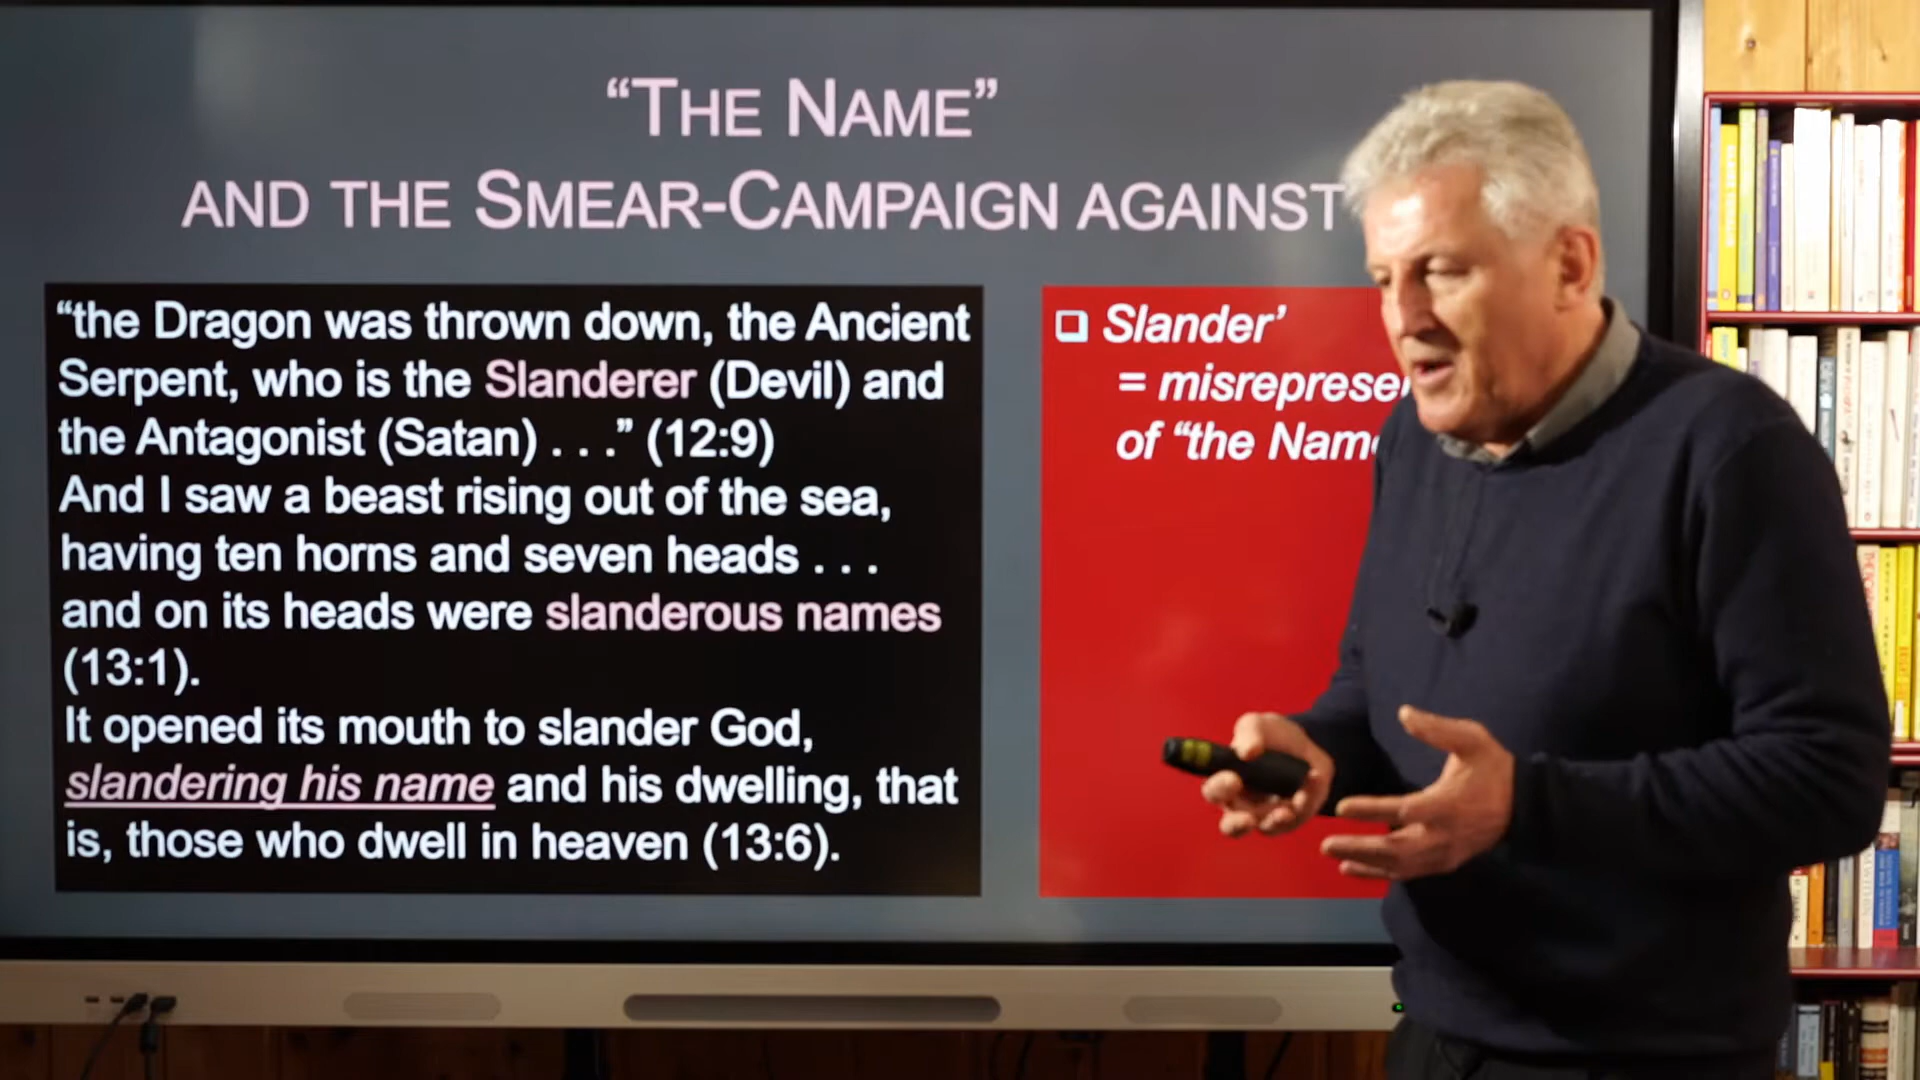 “THE NAME”
AND THE SMEAR-CAMPAIGN AGAINST
“the Dragon was thrown down, the Ancient
Serpent, who is the Slanderer (Devil) and
the Antagonist (Satan) . . .” (12:9)
And I saw a beast rising out of the sea,
having ten horns and seven heads . . .
and on its heads were slanderous names
(13:1).
It opened its mouth to slander God,
slandering his name and his dwelling, that
is, those who dwell in heaven (13:6).
Slander’
=
of “the